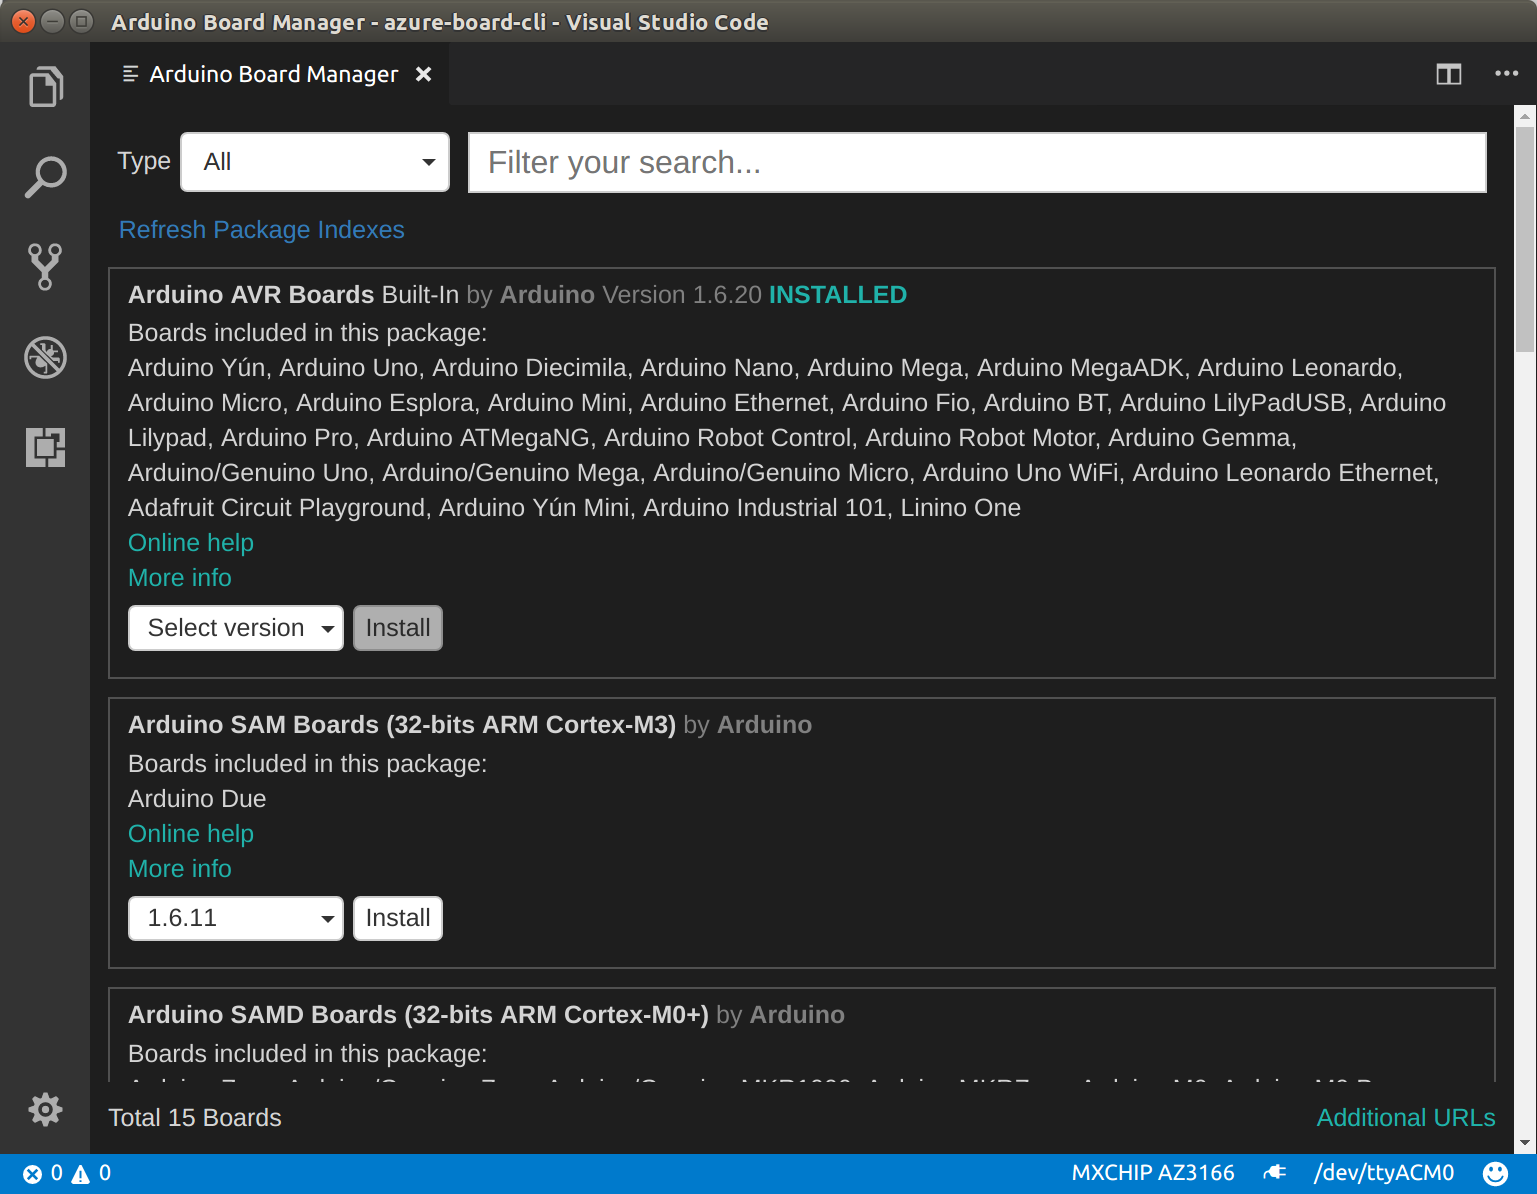 Arduino Board Manager - azure-board-cli - Visual Studio Code
Arduino Board Manager
Type All Filter your search...
Refresh Package Indexes
Arduino AVR Boards Built-In by Arduino Version 1.6.20 INSTALLED
Boards included in this package:
Arduino Yún, Arduino Uno, Arduino Diecimila, Arduino Nano, Arduino Mega, Arduino MegaADK, Arduino Leonardo,
Arduino Micro, Arduino Esplora, Arduino Mini, Arduino Ethernet, Arduino Fio, Arduino BT, Arduino LilyPadUSB, Arduino
Lilypad, Arduino Pro, Arduino ATMegaNG, Arduino Robot Control, Arduino Robot Motor, Arduino Gemma,
Arduino/Genuino Uno, Arduino/Genuino Mega, Arduino/Genuino Micro, Arduino Uno WiFi, Arduino Leonardo Ethernet,
Adafruit Circuit Playground, Arduino Yún Mini, Arduino Industrial 101, Linino One
Online help
More info
Select version Install
Arduino SAM Boards (32-bits ARM Cortex-M3) by Arduino
Boards included in this package:
Arduino Due
Online help
More info
1.6.11 Install
Arduino SAMD Boards (32-bits ARM Cortex-M0+) by Arduino
Boards included in this package:
Total 15 Boards Additional URLs
0 0 MXCHIP AZ3166 /dev/ttyACM0